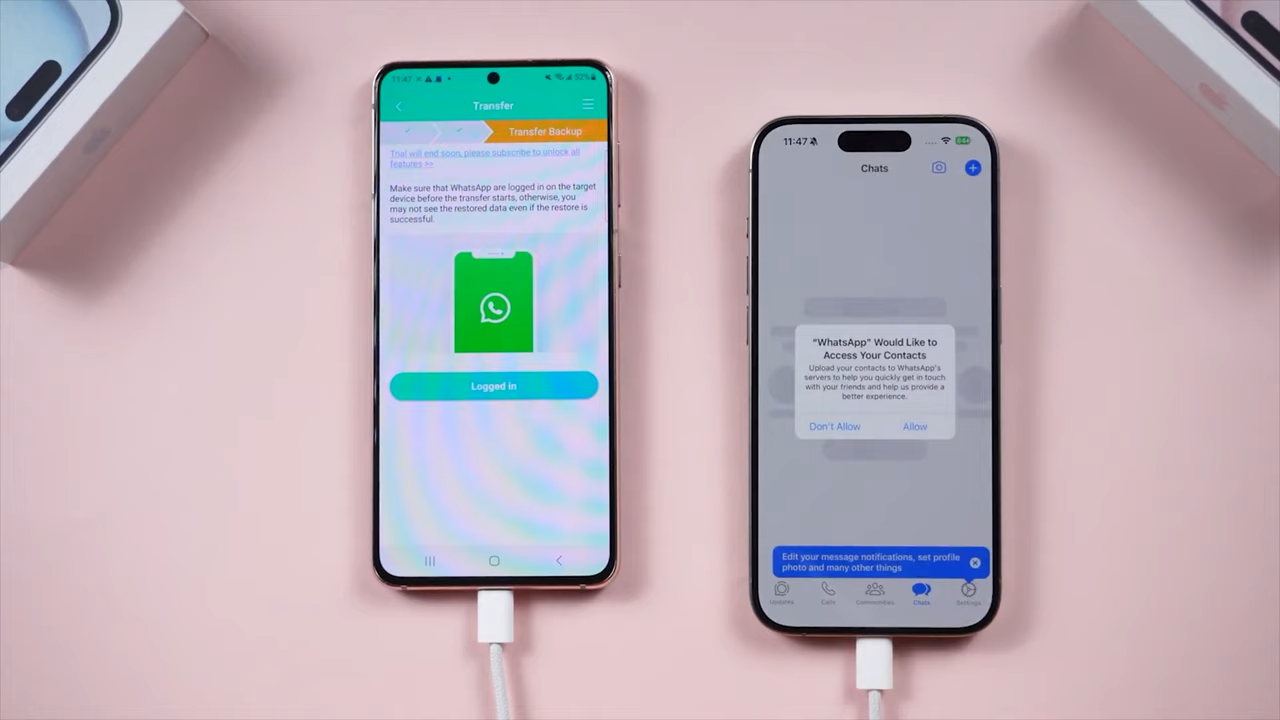 11:47
52%
Transfer
Transfer Backup
Trial will end soon, please subscribe to unlock all
features >>
Make sure that WhatsApp are logged in on the target
device before the transfer starts, otherwise, you
may not see the restored data even if the restore is
successful.
Logged in
11:47
Chats
“WhatsApp” Would Like to
Access Your Contacts
Upload your contacts to WhatsApp's
servers to help you quickly get in touch
with your friends and help us provide a
better experience.
Don't Allow
Allow
Edit your message notifications, set profile
photo and many other things
Updates
Calls
Communities
Chats
Settings